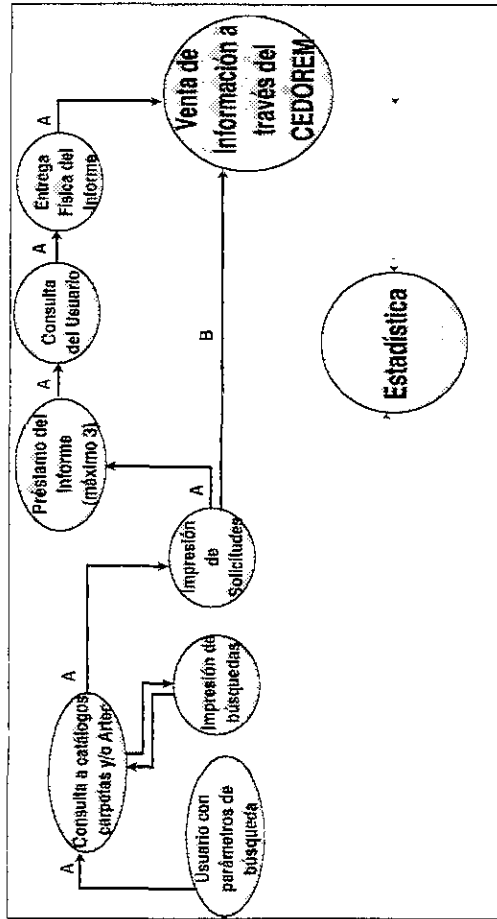 Usuario con
parámetros de
búsqueda
A
Consulta a catálogos
carpetas y/o Artec
Impresión de
búsquedas
A
Impresión
de
Solicitudes
A
Préstamo del
Informe
(máximo 3)
A
Consulta
del Usuario
A
Entrega
Física del
Informe
A
B
Venta de
Información a
través del
CEDOREM
Estadística